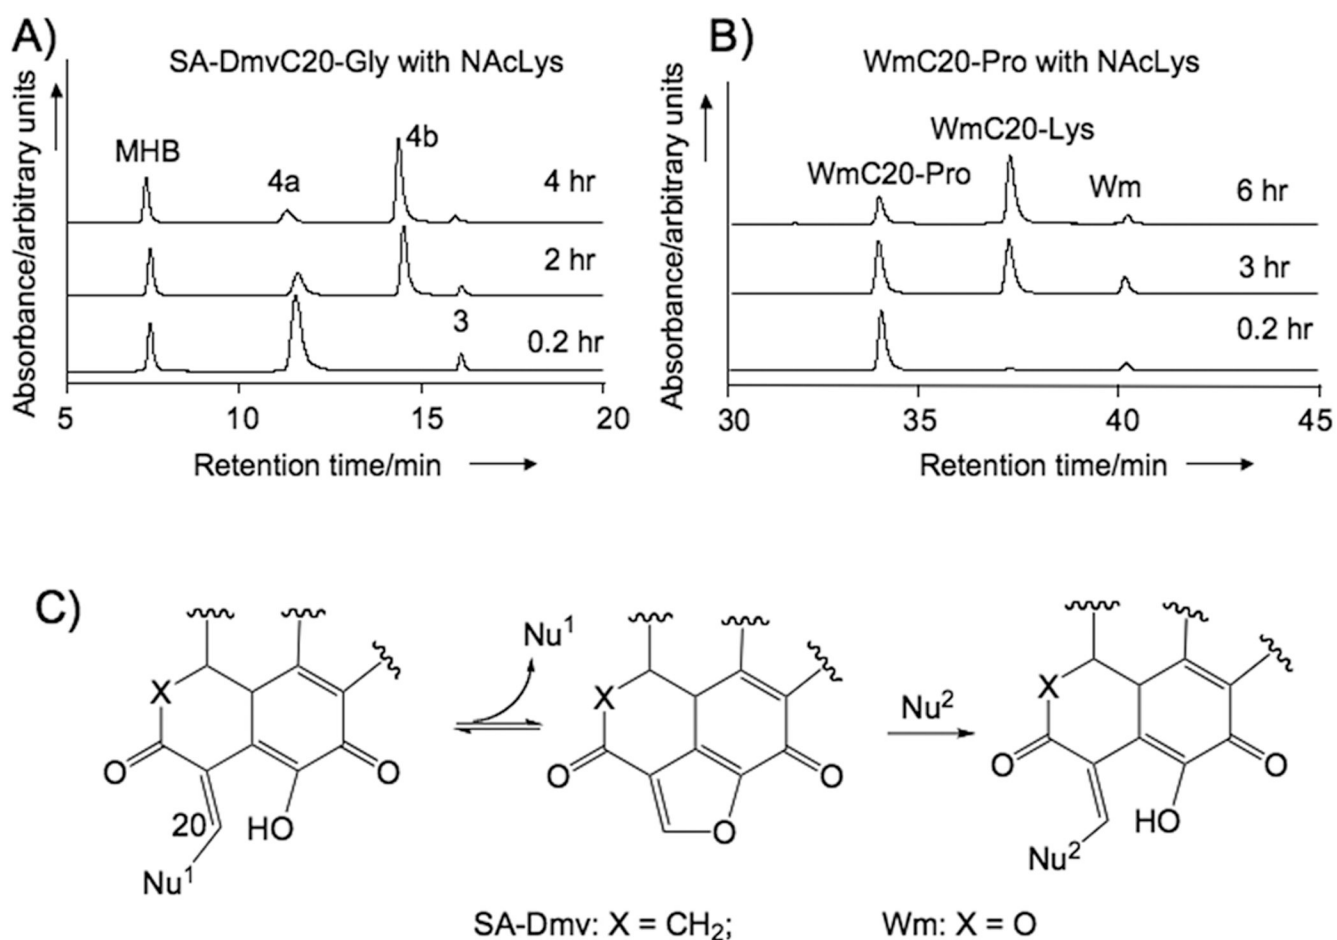 A)
SA-DmvC20-Gly with NAcLys
Absorbance/arbitrary units
MHB
4a
4b
4 hr
2 hr
3
0.2 hr
5
10
15
20
Retention time/min
B)
WmC20-Pro with NAcLys
Absorbance/arbitrary units
WmC20-Pro
WmC20-Lys
Wm
6 hr
3 hr
0.2 hr
30
35
40
45
Retention time/min
C)
X
O
O
20
HO
Nu¹
Nu¹
X
O
O
O
Nu²
X
O
O
HO
Nu²
SA-Dmv: X = CH₂;
Wm: X = O